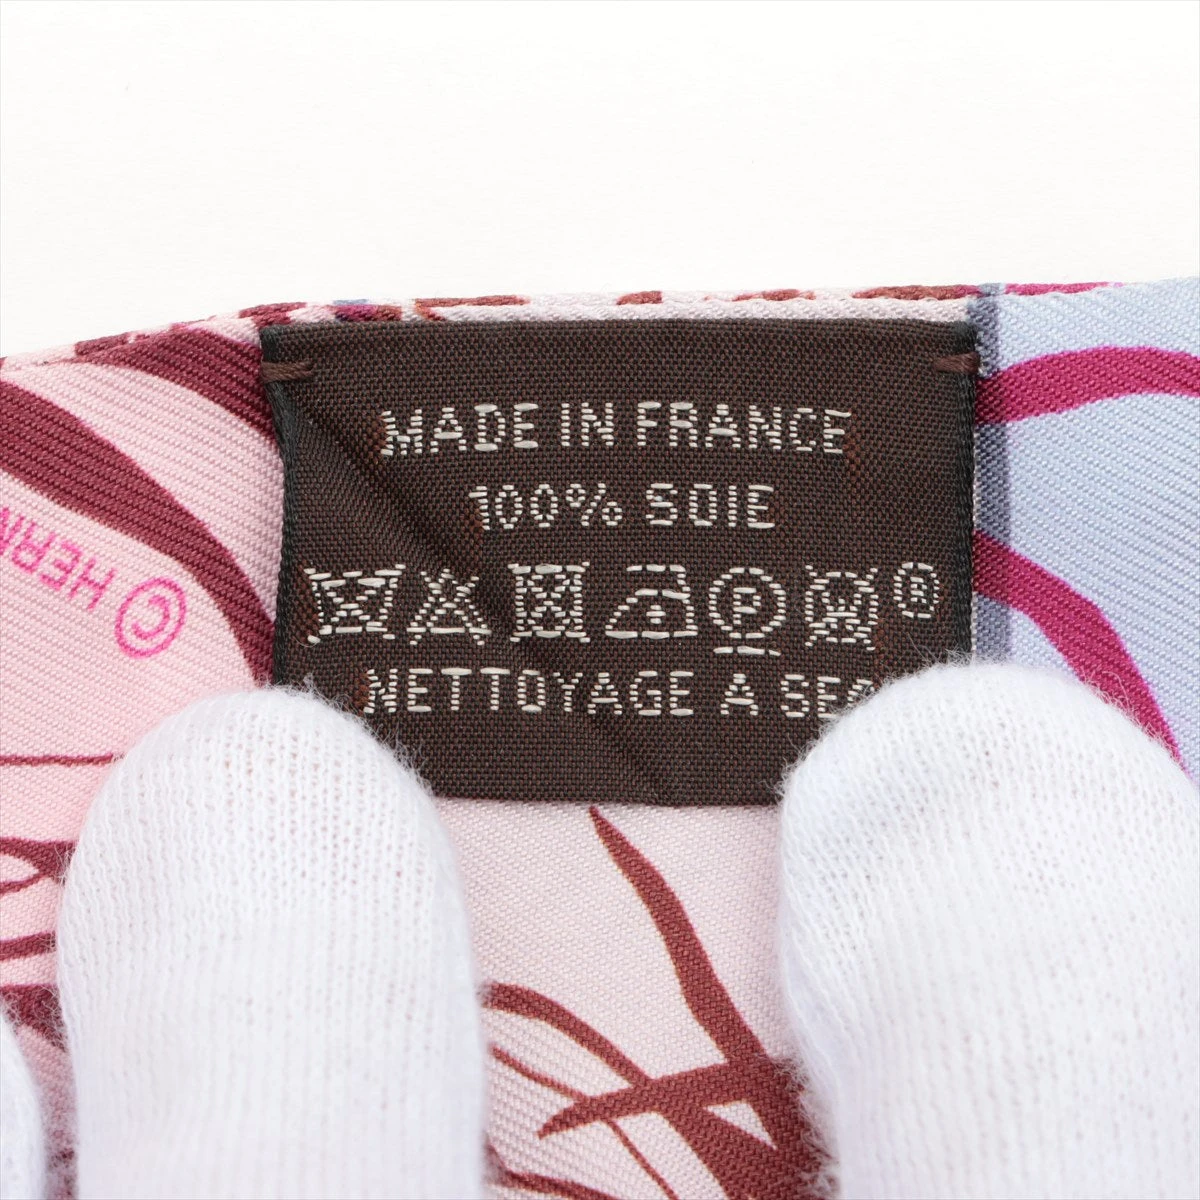 MADE IN FRANCE
100% SOIE
P W ®
NETTOYAGE A SE
© HERM